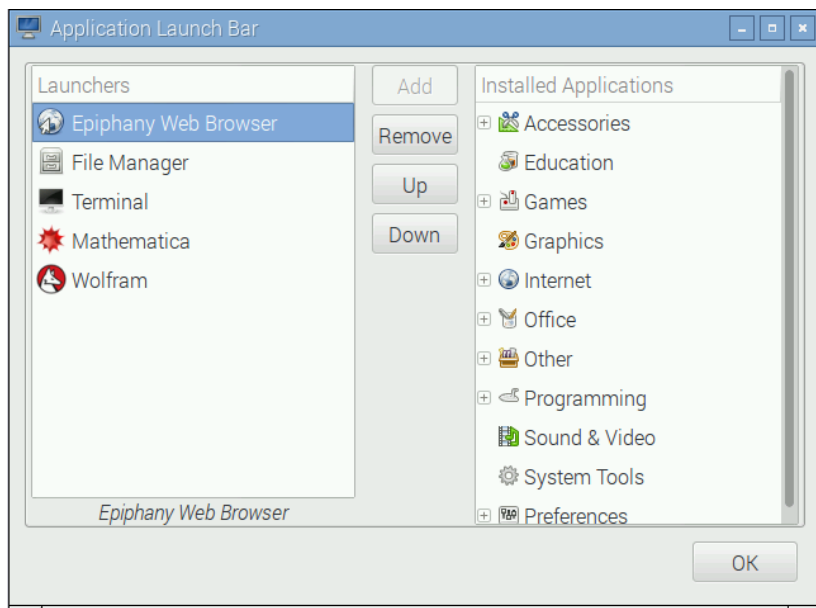 Application Launch Bar
Launchers
Epiphany Web Browser
File Manager
Terminal
Mathematica
Wolfram
Epiphany Web Browser
Add
Remove
Up
Down
Installed Applications
Accessories
Education
Games
Graphics
Internet
Office
Other
Programming
Sound & Video
System Tools
Preferences
OK